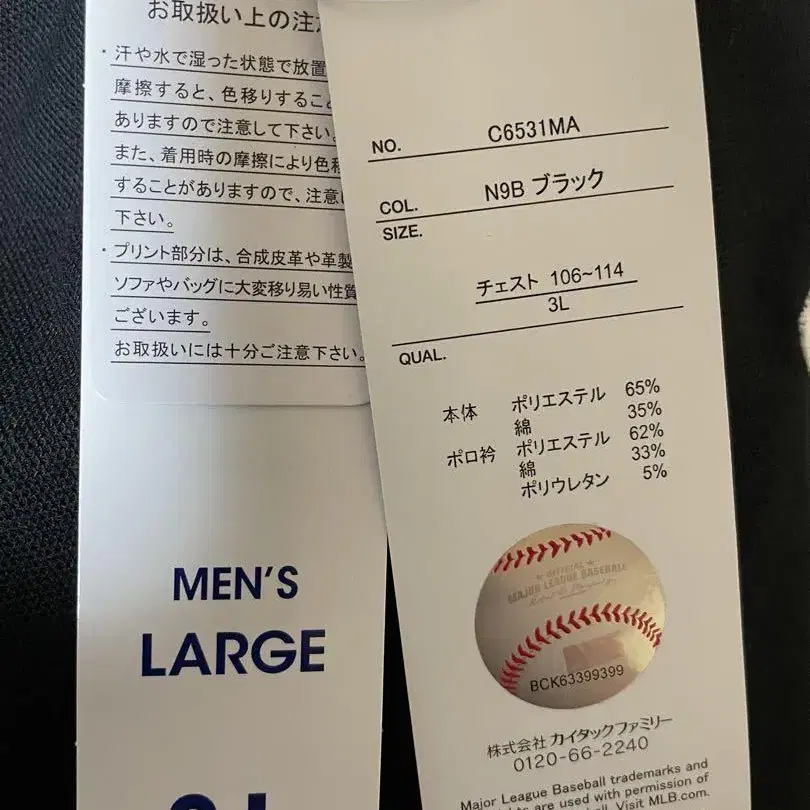 お取扱い上の注
・汗や水で湿った状態で放置
摩擦すると、色移りするこ
ありますので注意して下さい。
また、着用時の摩擦により色移
することがありますので、注意
下さい。
・プリント部分は、合成皮革や革製
ソファやバッグに大変移り易い性質
ございます。
お取扱いには十分ご注意下さい。
MEN'S
LARGE
NO. C6531MA
COL. N9B ブラック
SIZE.
チェスト 106~114
3L
QUAL.
本体 ポリエステル 65%
綿 35%
ポロ衿 ポリエステル 62%
綿 33%
ポリウレタン 5%
OFFICIAL
MAJOR LEAGUE BASEBALL
BCK63399399
株式会社 カイタックファミリー
0120-66-2240
Major League Baseball trademarks and
are used with permission of
Visit MLB.com.